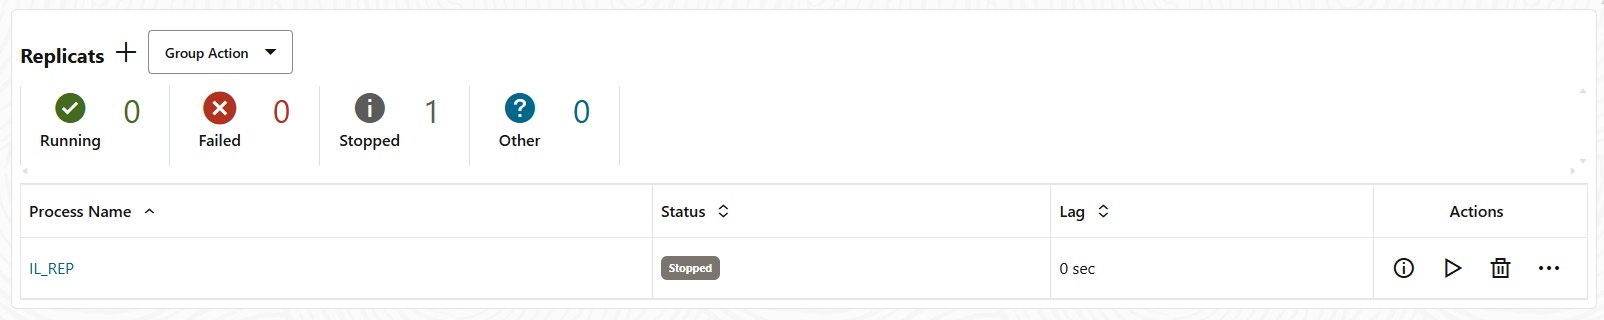 Replicats
Group Action
0
Running
0
Failed
1
Stopped
0
Other
Process Name
Status
Lag
Actions
IL_REP
Stopped
0 sec